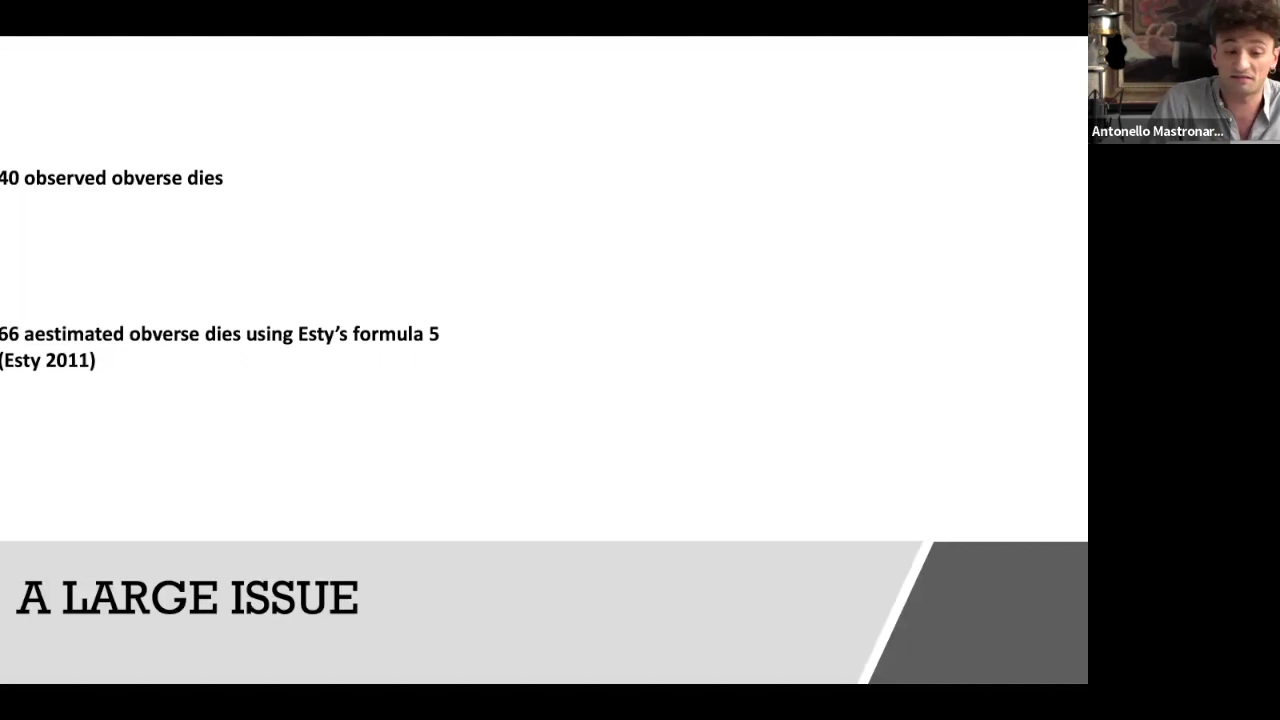 40 observed obverse dies
66 aestimated obverse dies using Esty's formula 5
(Esty 2011)
A LARGE ISSUE
Antonello Mastronar...